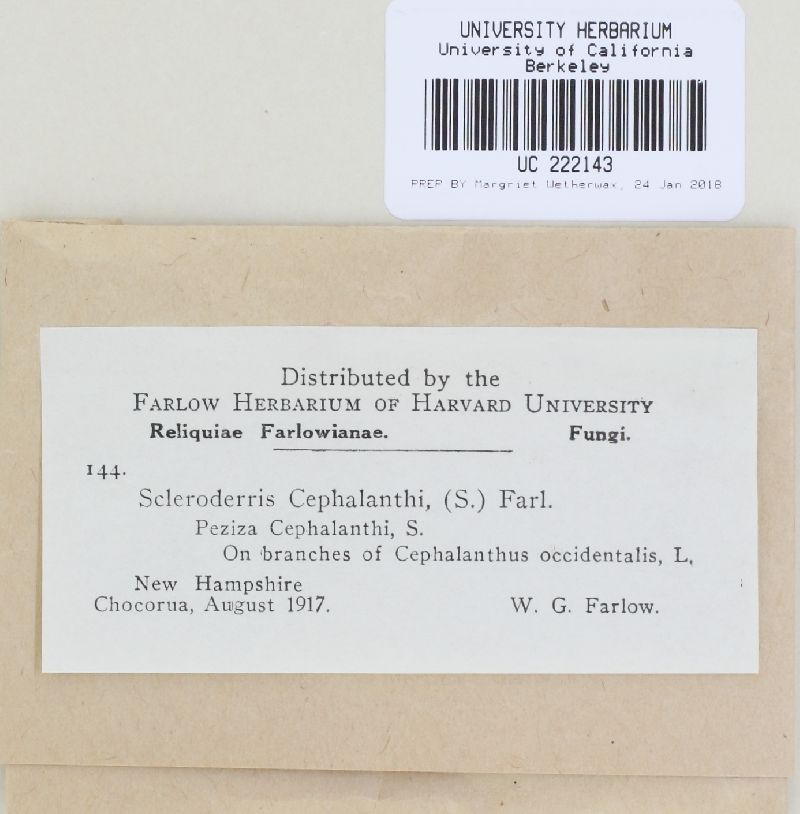 UNIVERSITY HERBARIUM
University of California
Berkeley
UC 222143
PREP BY Margriet Wetherwax, 24 Jan 2018
Distributed by the
FARLOW HERBARIUM OF HARVARD UNIVERSITY
Reliquiae Farlowianae. Fungi.
144.
Scleroderris Cephalanthi, (S.) Farl.
Peziza Cephalanthi, S.
On branches of Cephalanthus occidentalis, L.
New Hampshire
Chocorua, August 1917. W. G. Farlow.